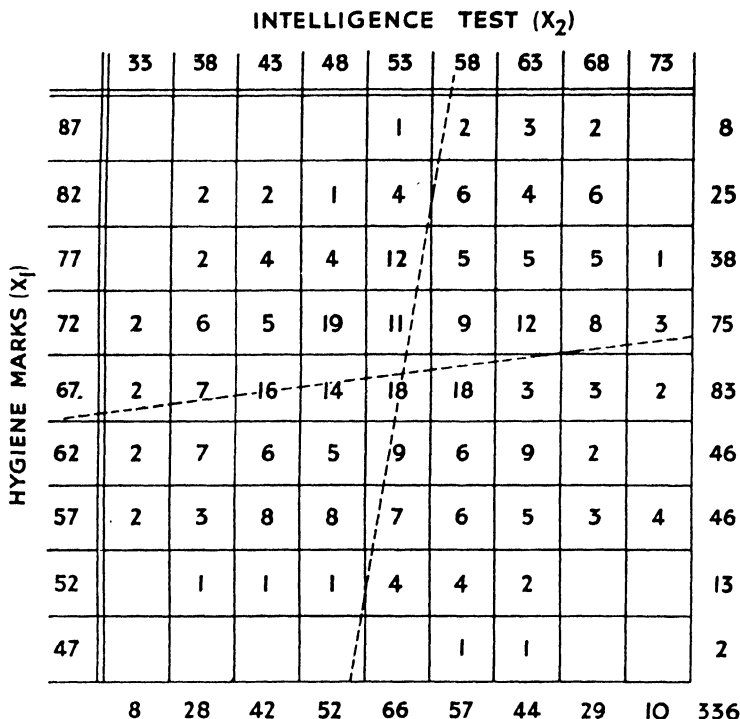 INTELLIGENCE TEST (X2)
33 38 43 48 53 58 63 68 73
87 1 2 3 2 8
82 2 2 1 4 6 4 6 25
77 2 4 4 12 5 5 5 1 38
72 2 6 5 19 11 9 12 8 3 75
67 2 7 16 14 18 18 3 3 2 83
62 2 7 6 5 9 6 9 2 46
57 2 3 8 8 7 6 5 3 4 46
52 1 1 1 4 4 2 13
47 1 1 2
8 28 42 52 66 57 44 29 10 336
HYGIENE MARKS (X1)